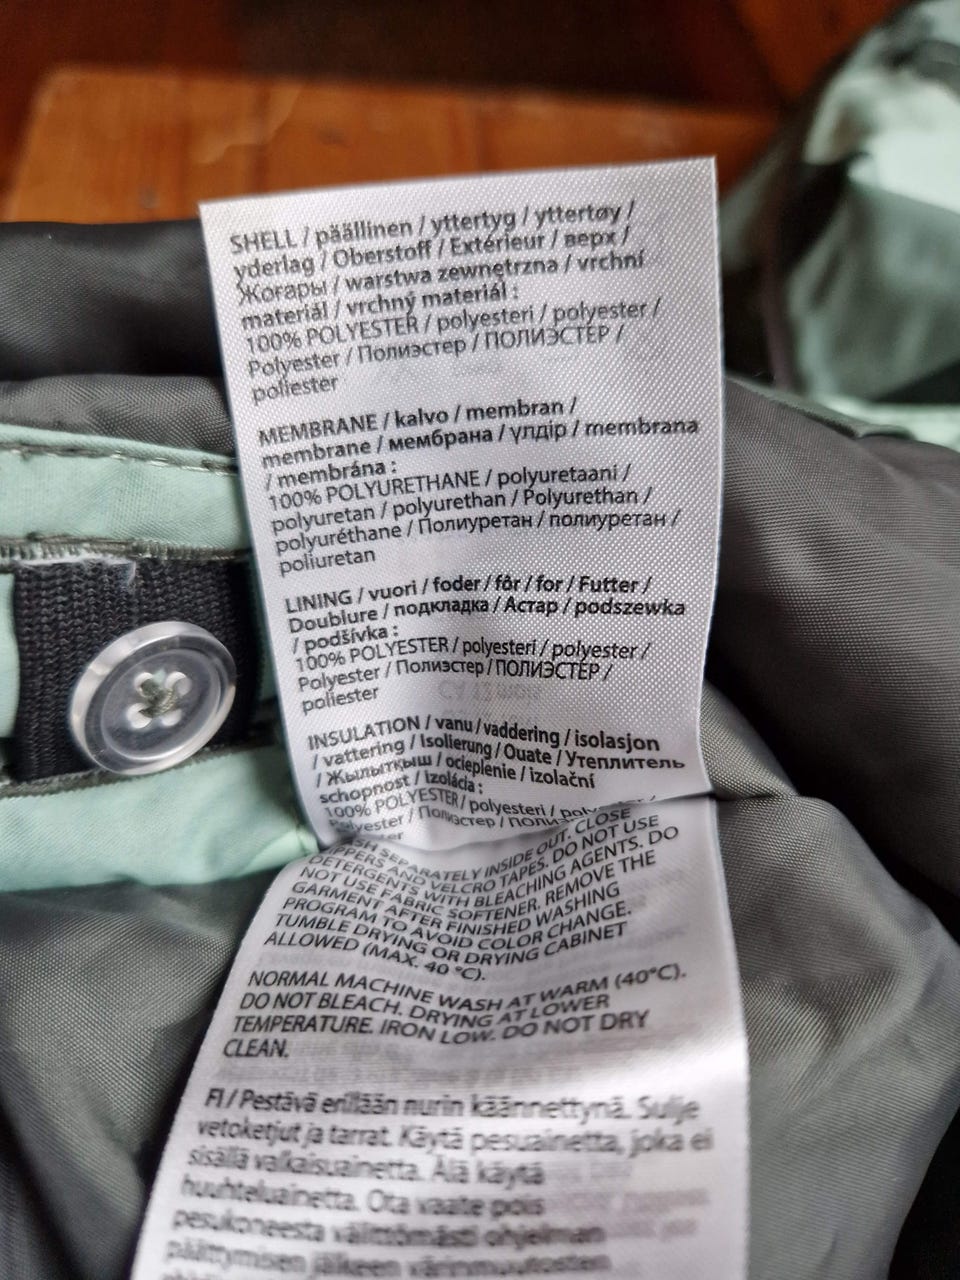 SHELL / päällinen / yttertyg / yttertøy /
yderlag / Oberstoff / Extérieur / верх /
Жоғары / warstwa zewnętrzna / vrchní
materiál / vrchný materiál :
100% POLYESTER / polyesteri / polyester /
Polyester / Полиэстер / ПОЛИЭСТЕР /
poliester
MEMBRANE / kalvo / membran /
membrane / мембрана / үлдір / membrana
/ membrána :
100% POLYURETHANE / polyuretaani /
polyuretan / polyurethan / Polyurethan /
polyuréthane / Полиуретан / полиуретан /
poliuretan
LINING / vuori / foder / fôr / for / Futter /
Doublure / подкладка / Астар / podszewka
/ podšívka :
100% POLYESTER / polyesteri / polyester /
Polyester / Полиэстер / ПОЛИЭСТЕР /
poliester
INSULATION / vanu / vaddering / isolasjon
/ vattering / Isolierung / Ouate / Утеплитель
/ Жылытқыш / ocieplenie / izolační
schopnost / izolácia :
100% POLYESTER / polyesteri /
Polyester / Полиэстер /
SEPARATELY INSIDE OUT. CLOSE
AND VELCRO TAPES. DO NOT USE
DETERGENTS WITH BLEACHING AGENTS. DO
NOT USE FABRIC SOFTENER. REMOVE THE
GARMENT AFTER FINISHED WASHING
PROGRAM TO AVOID COLOR CHANGE.
TUMBLE DRYING OR DRYING CABINET
ALLOWED (MAX. 40 °C).
NORMAL MACHINE WASH AT WARM (40°C).
DO NOT BLEACH. DRYING AT LOWER
TEMPERATURE. IRON LOW. DO NOT DRY
CLEAN.
FI / Pestävä erillään nurin käännettynä. Sulje
vetoketjut ja tarrat. Käytä pesuainetta, joka ei
sisällä valkaisuainetta. Älä käytä
huuhteluainetta. Ota vaate pois
pesukoneesta välittömästi ohjelman
päättymisen jälkeen värinmuutosten